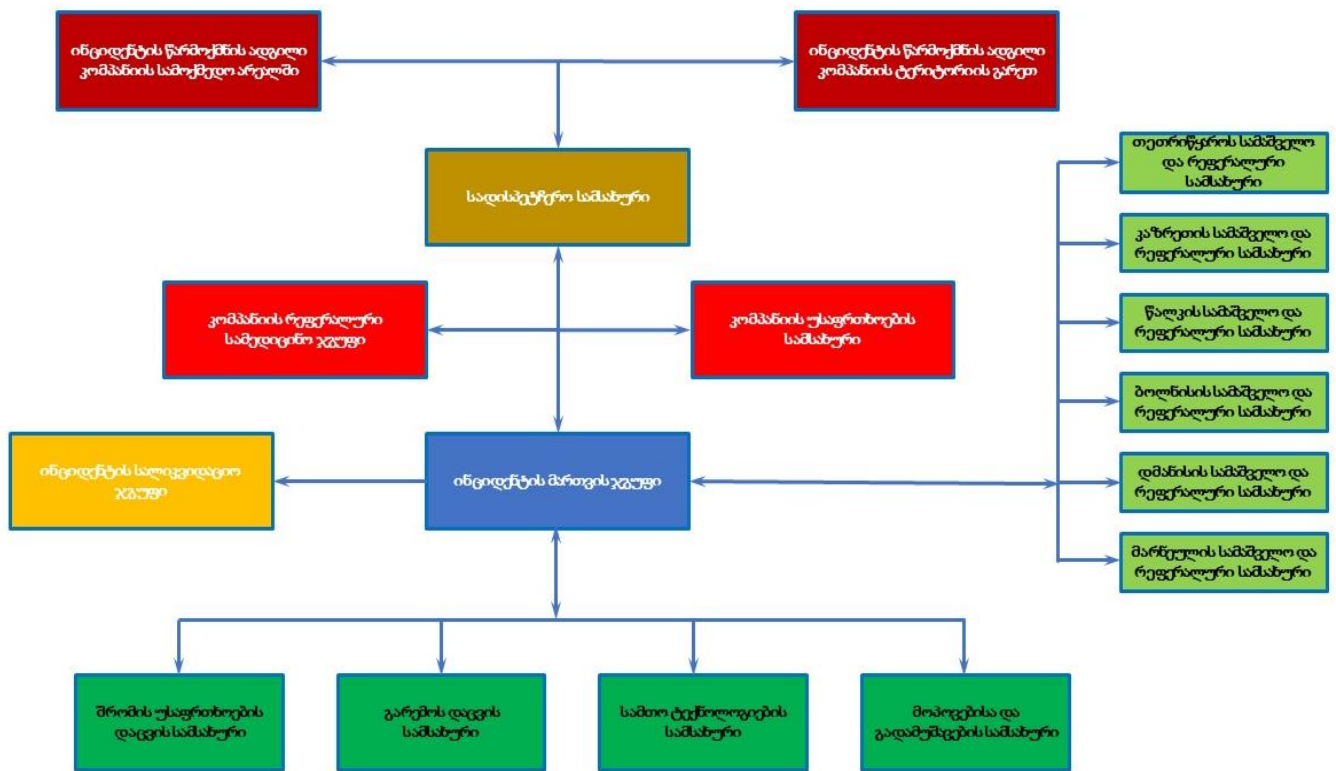 ინციდენტის წარმოქმნის ადგილი
კომპანიის სამოქმედო არეალში
ინციდენტის წარმოქმნის ადგილი
კომპანიის ტერიტორიის გარეთ
სადისპეტჩერო სამსახური
კომპანიის რეფერალური
სამედიცინო ჯგუფი
კომპანიის უსაფრთხოების
სამსახური
ინციდენტის სალიკვიდაციო
ჯგუფი
ინციდენტის მართვის ჯგუფი
თეთრიწყაროს სამაშველო
და რეფერალური
სამსახური
კაზრეთის სამაშველო და
რეფერალური სამსახური
წალკის სამაშველო და
რეფერალური სამსახური
ბოლნისის სამაშველო და
რეფერალური სამსახური
დმანისის სამაშველო და
რეფერალური სამსახური
მარნეულის სამაშველო და
რეფერალური სამსახური
შრომის უსაფრთხოების
დაცვის სამსახური
გარემოს დაცვის
სამსახური
სამთო ტექნოლოგიების
სამსახური
მოპოვებისა და
გადამუშავების სამსახური